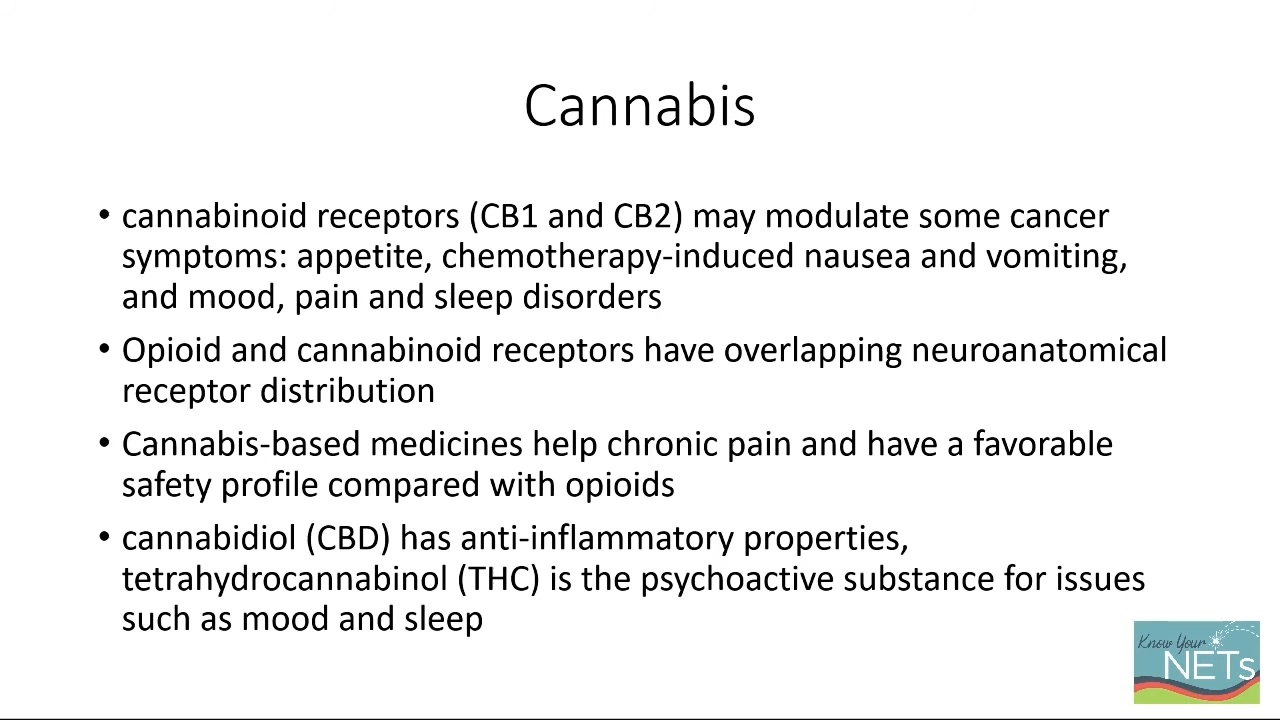 Cannabis
• cannabinoid receptors (CB1 and CB2) may modulate some cancer
symptoms: appetite, chemotherapy-induced nausea and vomiting,
and mood, pain and sleep disorders
• Opioid and cannabinoid receptors have overlapping neuroanatomical
receptor distribution
• Cannabis-based medicines help chronic pain and have a favorable
safety profile compared with opioids
• cannabidiol (CBD) has anti-inflammatory properties,
tetrahydrocannabinol (THC) is the psychoactive substance for issues
such as mood and sleep
Know Your
NETs